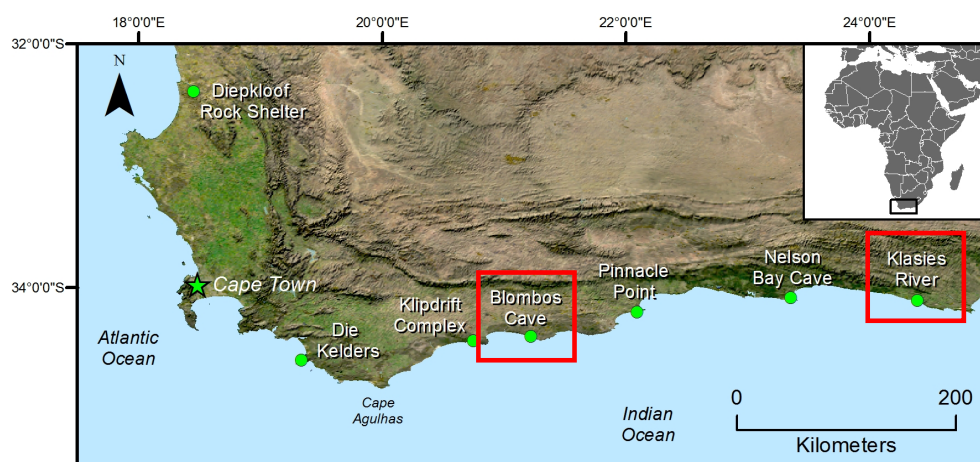 18°0'0"E
20°0'0"E
22°0'0"E
24°0'0"E
32°0'0"S
N
Diepkloof
Rock Shelter
34°0'0"S
Cape Town
Klipdrift
Complex
Blombos
Cave
Pinnacle
Point
Nelson
Bay Cave
Klasies
River
Die
Kelders
Atlantic
Ocean
Cape
Agulhas
Indian
Ocean
0
200
Kilometers